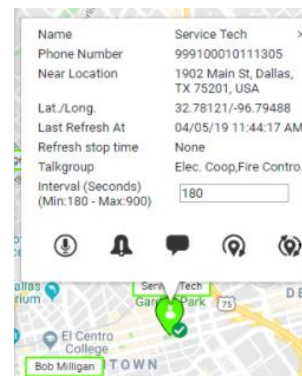 Name Service Tech ×
Phone Number 999100010111305
Near Location 1902 Main St, Dallas,
TX 75201, USA
Lat./Long. 32.78121/-96.79488
Last Refresh At 04/05/19 11:44:17 AM
Refresh stop time None
Talkgroup Elec. Coop,Fire Contro.
Interval (Seconds) 180
(Min:180 - Max:900)
Tech
Park
75
D E
El Centro
College
TOWN
Bob Milligan